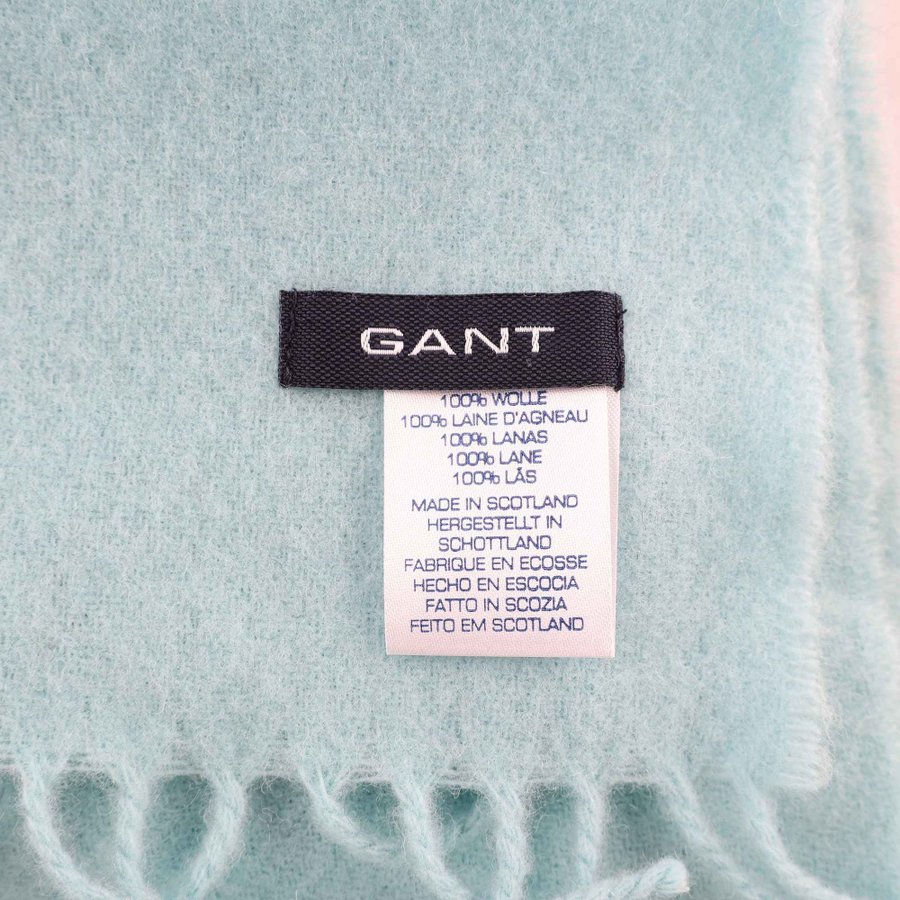 GANT
100% WOLLE
100% LAINE D'AGNEAU
100% LANAS
100% LANE
100% LÅS
MADE IN SCOTLAND
HERGESTELLT IN
SCHOTTLAND
FABRIQUE EN ECOSSE
HECHO EN ESCOCIA
FATTO IN SCOZIA
FEITO EM SCOTLAND